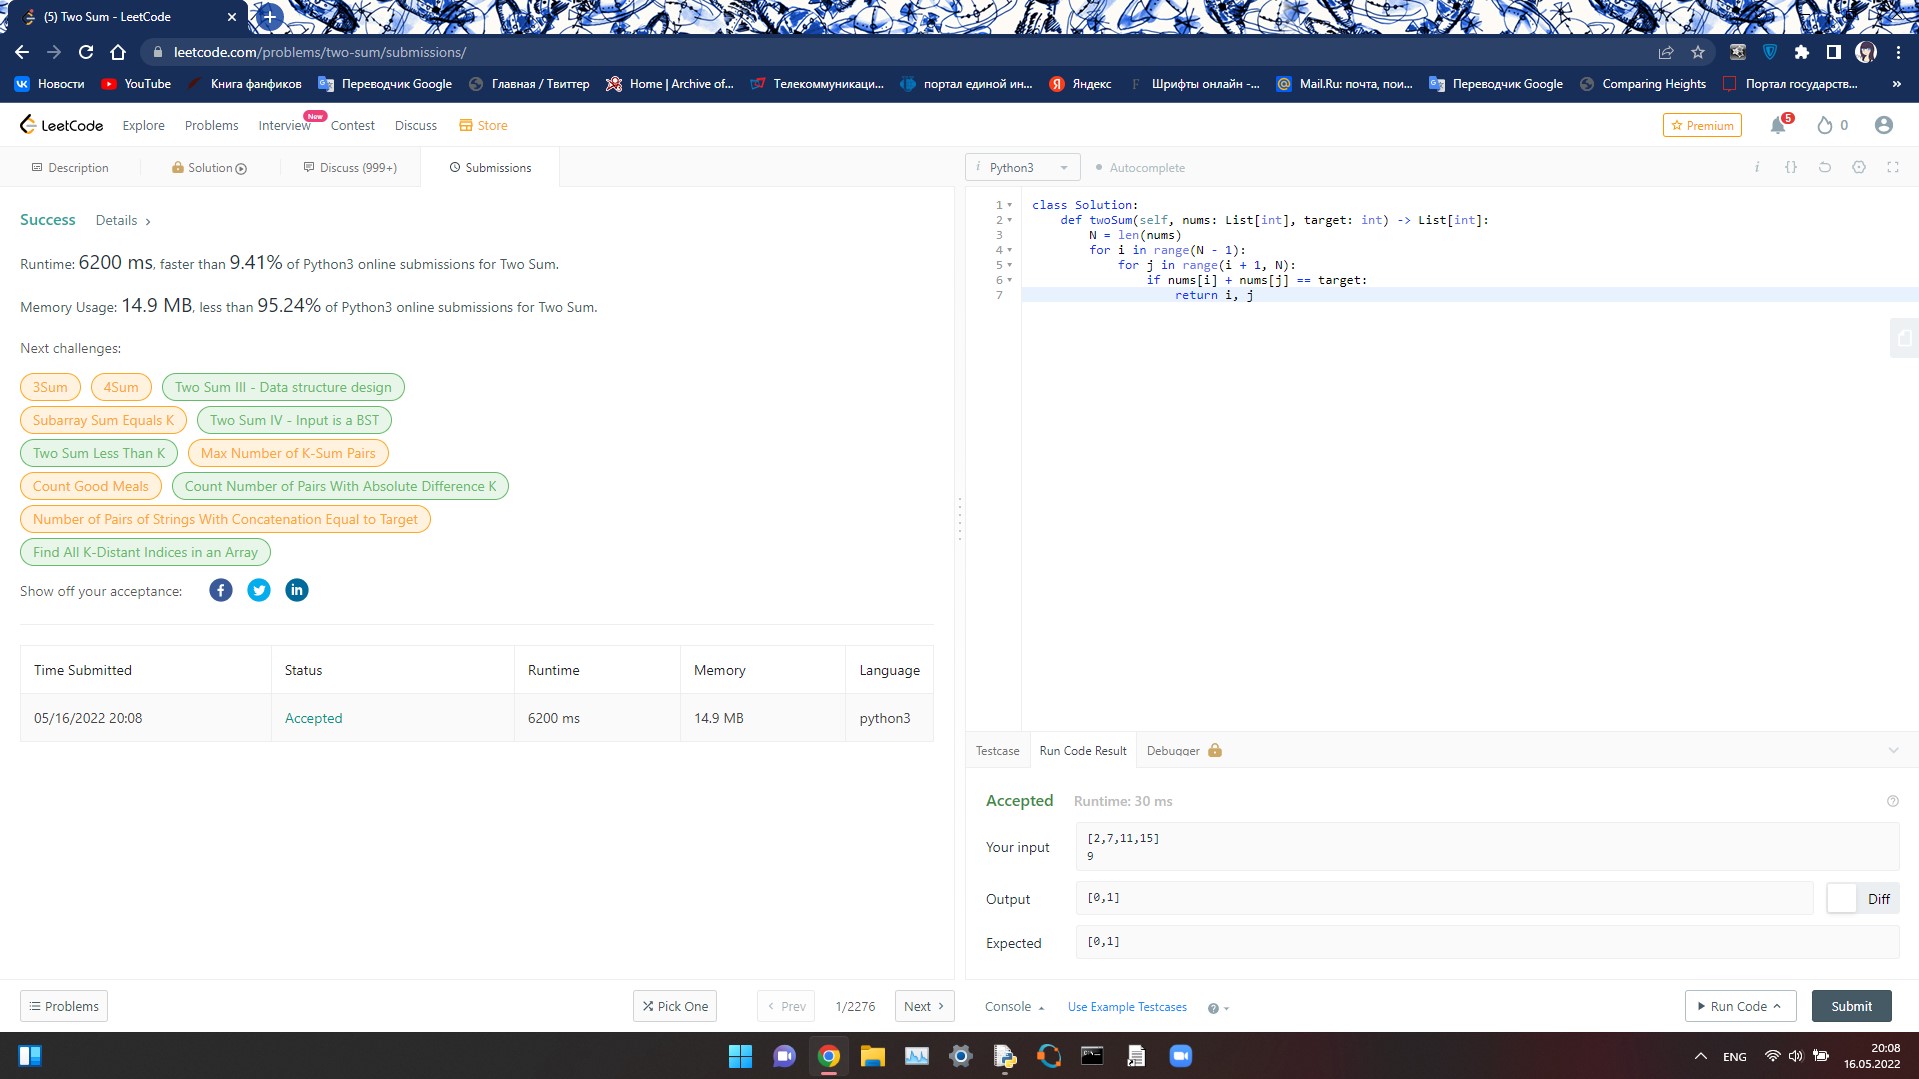 (5) Two Sum - LeetCode
leetcode.com/problems/two-sum/submissions/
Новости YouTube Книга фанфиков Переводчик Google Главная / Твиттер Home | Archive of... Телекоммуникаци... портал единой ин... Яндекс Шрифты онлайн -... Mail.Ru: почта, пои... Переводчик Google Comparing Heights Портал государств... »
LeetCode Explore Problems Interview New Contest Discuss Store Premium 5 0
Description Solution Discuss (999+) Submissions
i Python3 Autocomplete i {}
Success Details >
Runtime: 6200 ms, faster than 9.41% of Python3 online submissions for Two Sum.
Memory Usage: 14.9 MB, less than 95.24% of Python3 online submissions for Two Sum.
Next challenges:
3Sum 4Sum Two Sum III - Data structure design
Subarray Sum Equals K Two Sum IV - Input is a BST
Two Sum Less Than K Max Number of K-Sum Pairs
Count Good Meals Count Number of Pairs With Absolute Difference K
Number of Pairs of Strings With Concatenation Equal to Target
Find All K-Distant Indices in an Array
Show off your acceptance:
Time Submitted Status Runtime Memory Language
05/16/2022 20:08 Accepted 6200 ms 14.9 MB python3
Problems Pick One < Prev 1/2276 Next >
1 class Solution:
2 def twoSum(self, nums: List[int], target: int) -> List[int]:
3 N = len(nums)
4 for i in range(N - 1):
5 for j in range(i + 1, N):
6 if nums[i] + nums[j] == target:
7 return i, j
Testcase Run Code Result Debugger
Accepted Runtime: 30 ms
Your input
[2,7,11,15]
9
Output [0,1] Diff
Expected [0,1]
Console Use Example Testcases Run Code Submit
ENG 20:08
16.05.2022